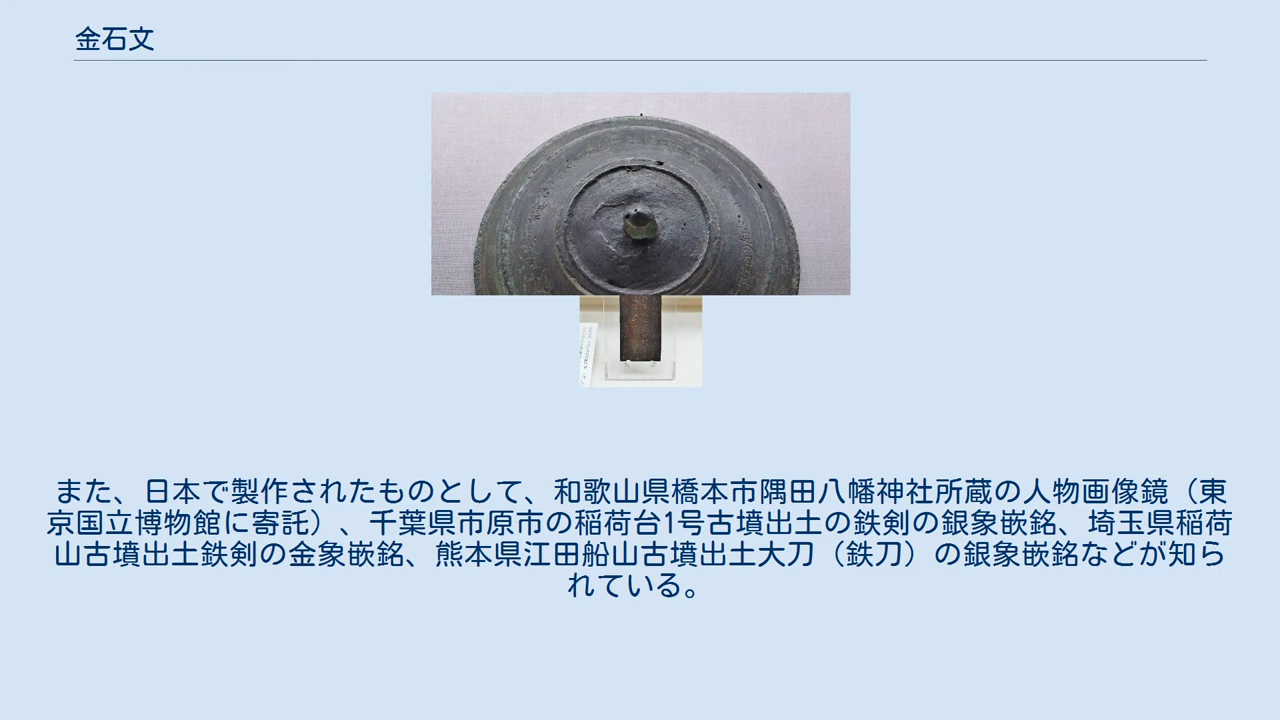 金石文
また、日本で製作されたものとして、和歌山県橋本市隅田八幡神社所蔵の人物画像鏡（東
京国立博物館に寄託）、千葉県市原市の稲荷台1号古墳出土の鉄剣の銀象嵌銘、埼玉県稲荷
山古墳出土鉄剣の金象嵌銘、熊本県江田船山古墳出土大刀（鉄刀）の銀象嵌銘などが知ら
れている。